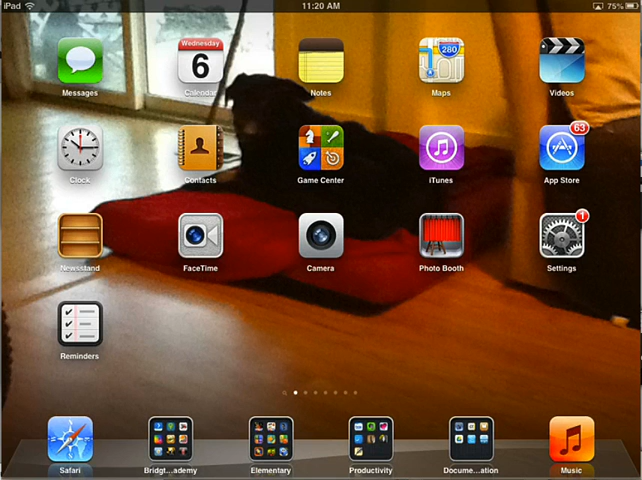 iPad 11:20 AM 75%
Wednesday
6 280
Messages Calendar Notes Maps Videos
63
Clock Contacts Game Center iTunes App Store
1
Newsstand FaceTime Camera Photo Booth Settings
Reminders
Safari Bridgt...ademy Elementary Productivity Docume...ation Music